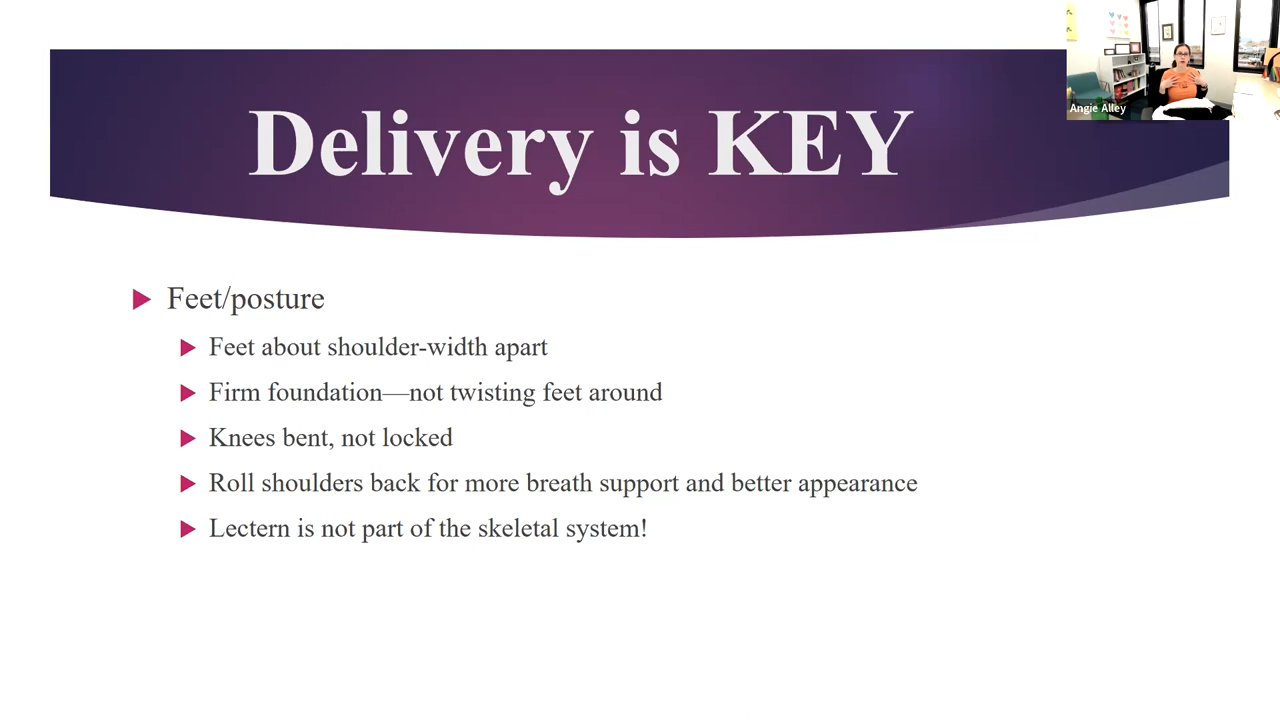 Delivery is KEY
Angie Alley
Feet/posture
Feet about shoulder-width apart
Firm foundation—not twisting feet around
Knees bent, not locked
Roll shoulders back for more breath support and better appearance
Lectern is not part of the skeletal system!